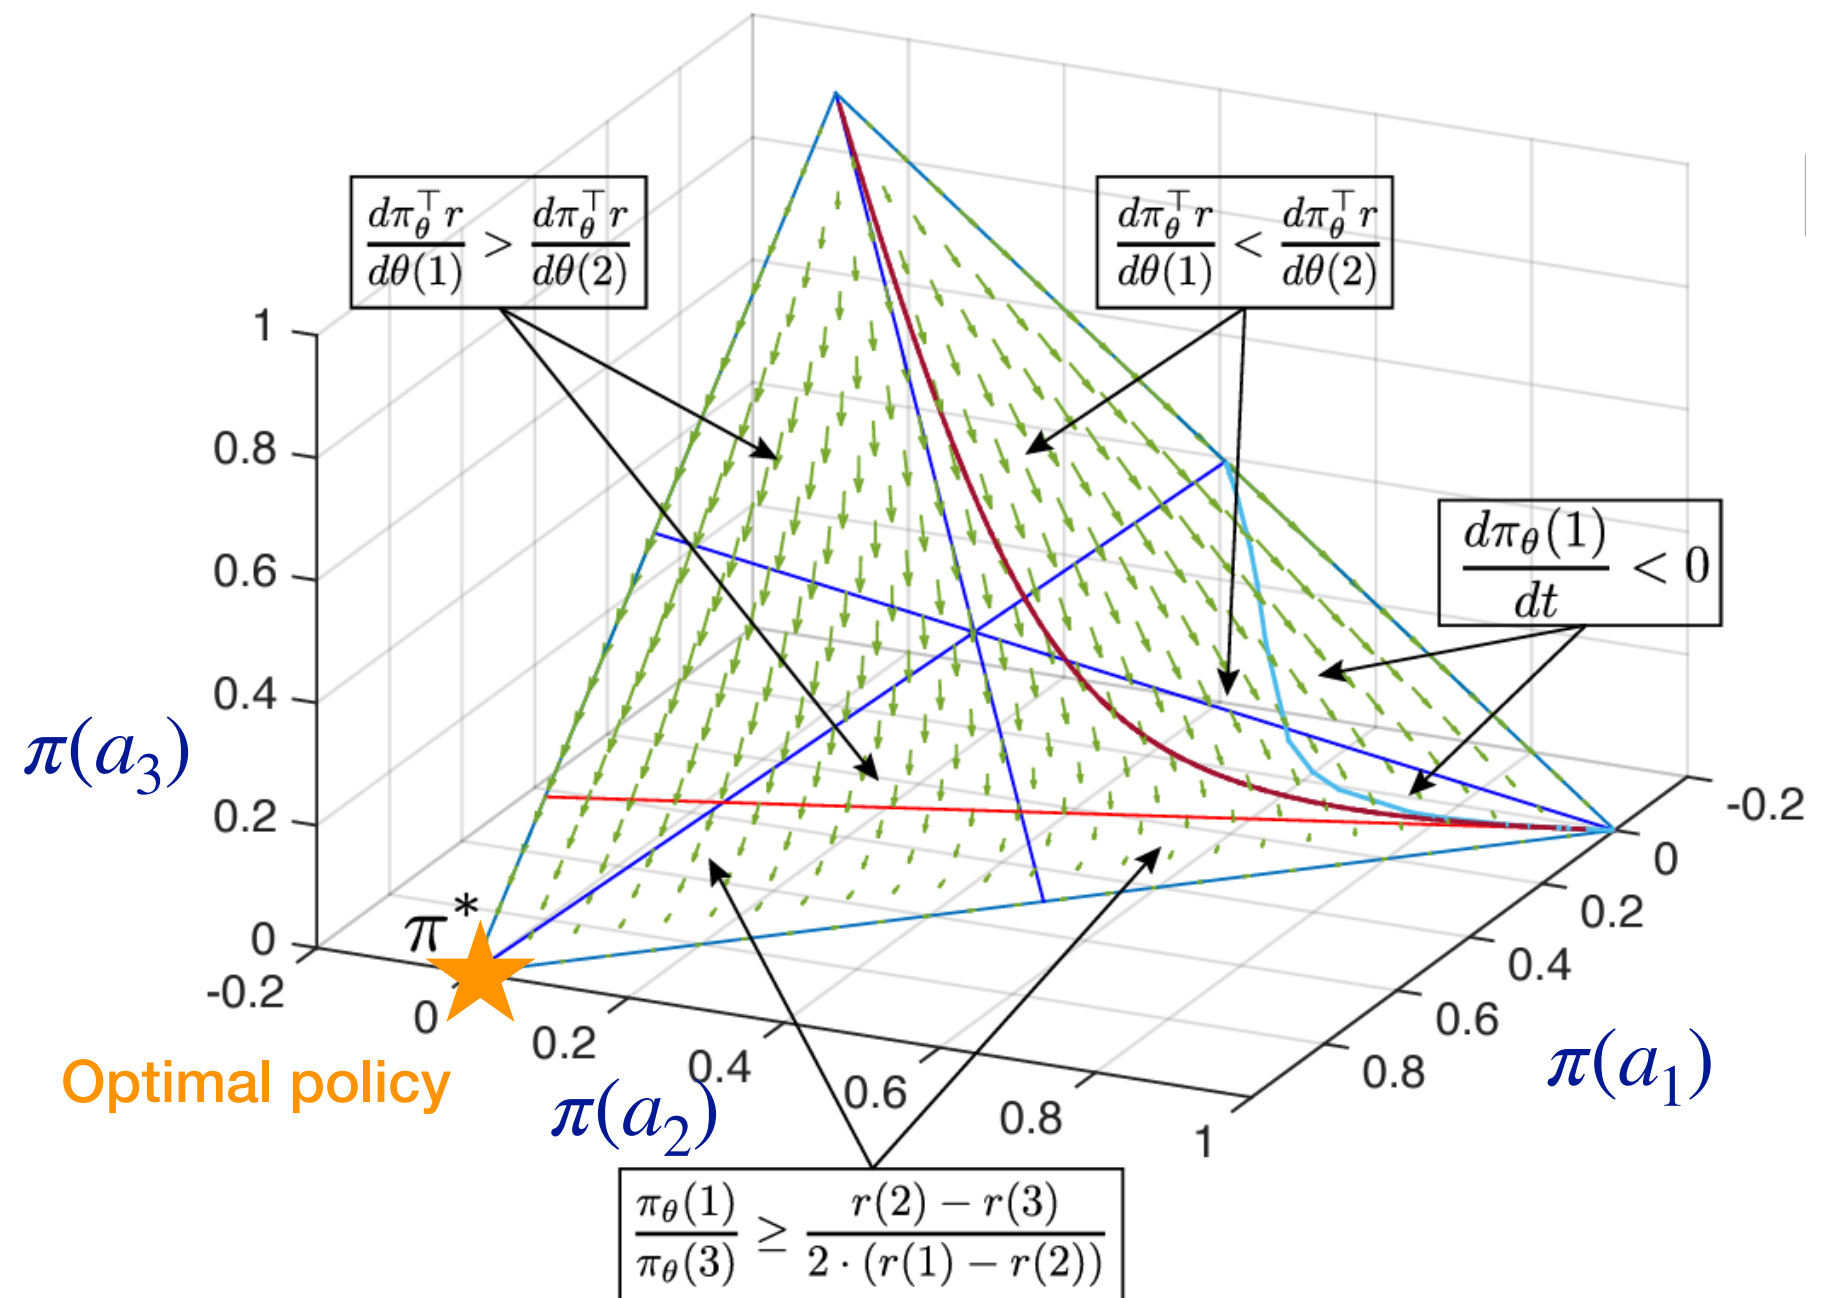 dπ_θ^⊤ r / dθ(1) > dπ_θ^⊤ r / dθ(2)
dπ_θ^⊤ r / dθ(1) < dπ_θ^⊤ r / dθ(2)
dπ_θ(1) / dt < 0
1
0.8
0.6
0.4
0.2
0
π(a₃)
π*
-0.2
0
0.2
0.4
0.6
0.8
1
π(a₂)
-0.2
0
0.2
0.4
0.6
0.8
π(a₁)
Optimal policy
π_θ(1) / π_θ(3) ≥ r(2) − r(3) / 2 · (r(1) − r(2))